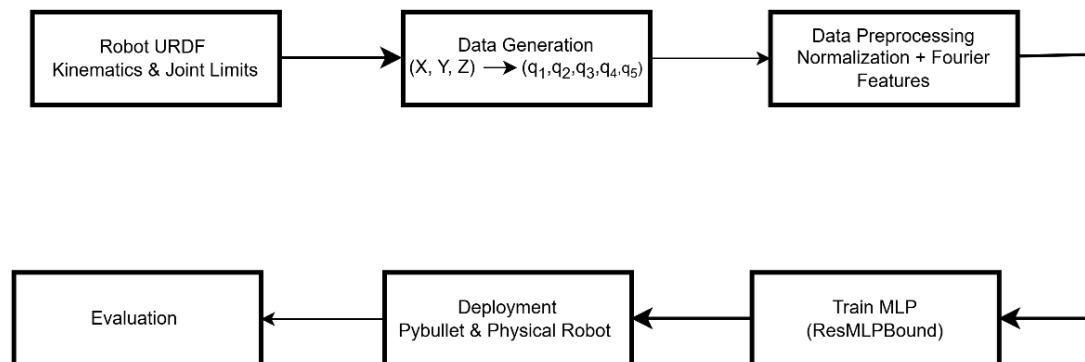 Robot URDF
Kinematics & Joint Limits
Data Generation
(X, Y, Z) → (q₁,q₂,q₃,q₄,q₅)
Data Preprocessing
Normalization + Fourier
Features
Evaluation
Deployment
Pybullet & Physical Robot
Train MLP
(ResMLPBound)